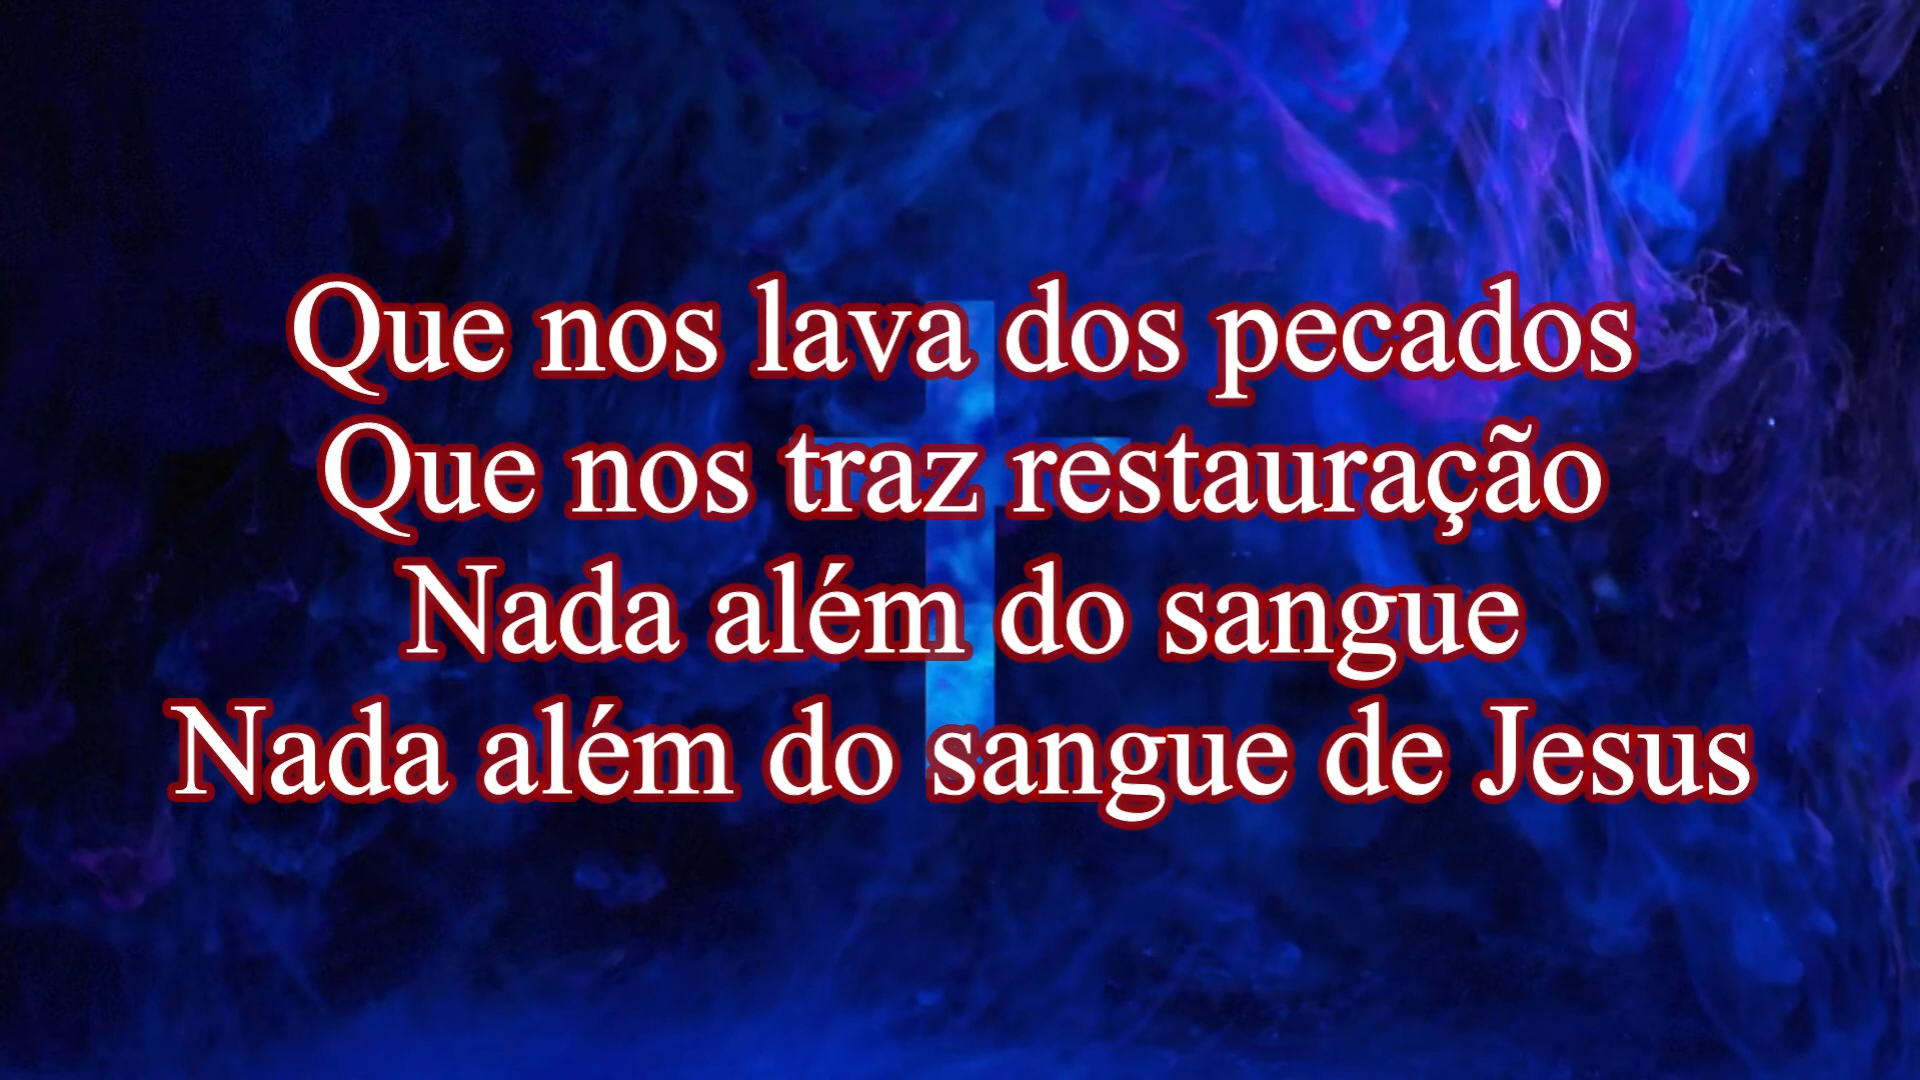 Que nos lava dos pecados
Que nos traz restauração
Nada além do sangue
Nada além do sangue de Jesus